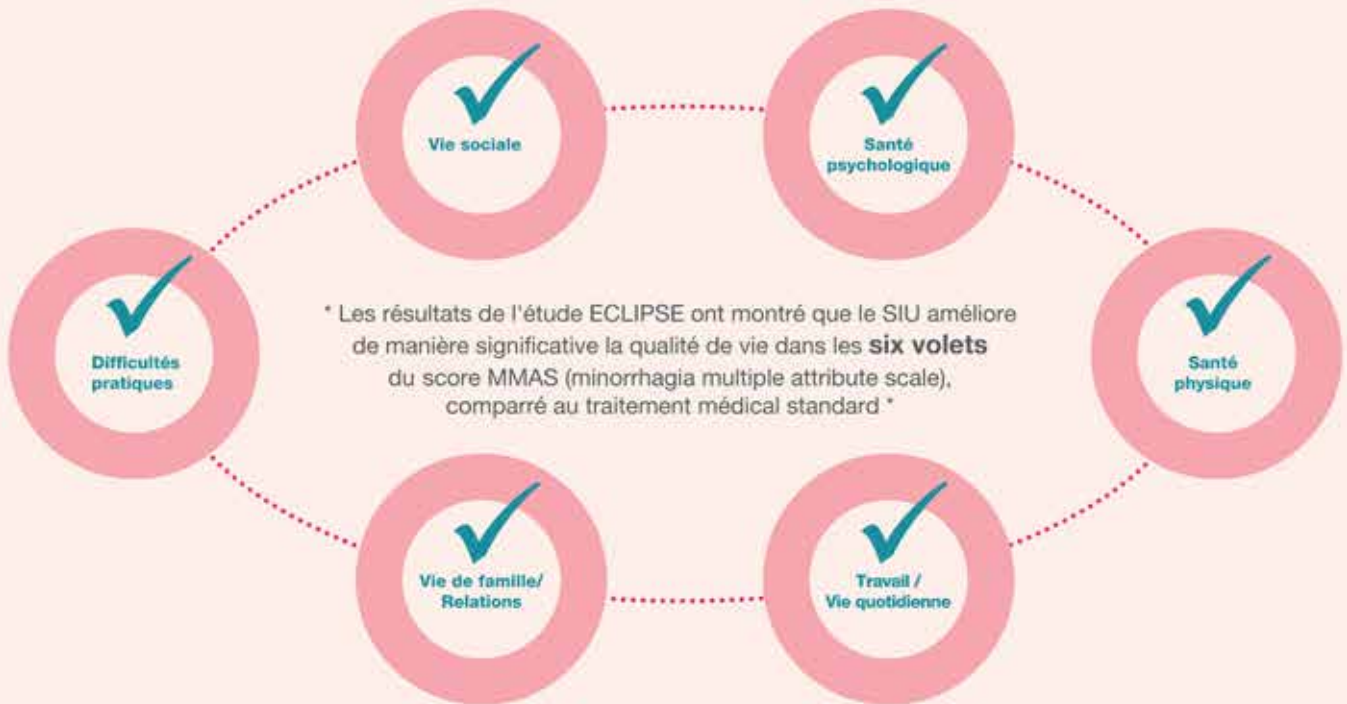 Vie sociale
Santé
psychologique
Difficultés
pratiques
* Les résultats de l'étude ECLIPSE ont montré que le SIU améliore
de manière significative la qualité de vie dans les six volets
du score MMAS (minorrhagia multiple attribute scale),
comparré au traitement médical standard *
Santé
physique
Vie de famille/
Relations
Travail /
Vie quotidienne